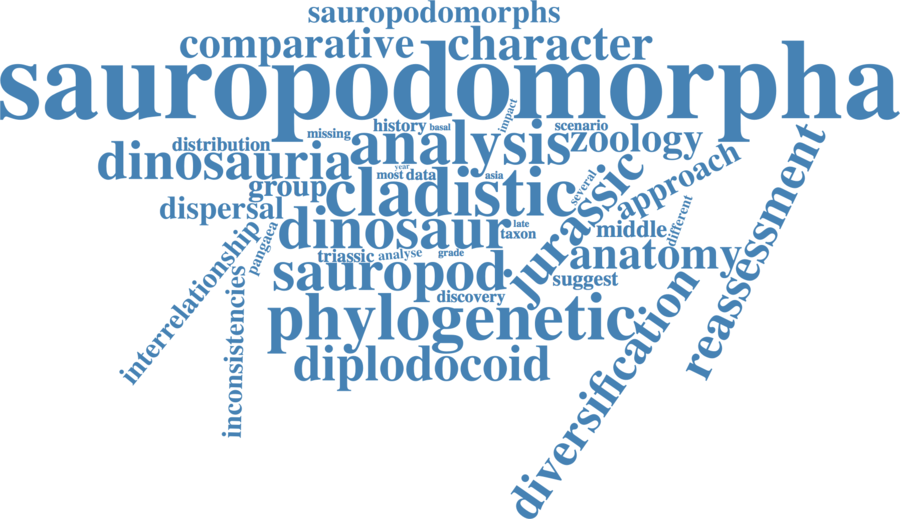 sauropodomorphs
comparative
character
sauropodomorpha
impact
history
basal
scenario
missing
distribution
analysis
zoology
dinosauria
year
most
data
asia
group
cladistic
several
jurassic
approach
reassessment
dispersal
dinosaur
late
taxon
middle
different
interrelationship
pangaea
triassic
analyse
grade
anatomy
sauropod
suggest
inconsistencies
discovery
phylogenetic
diversification
diplodocoid